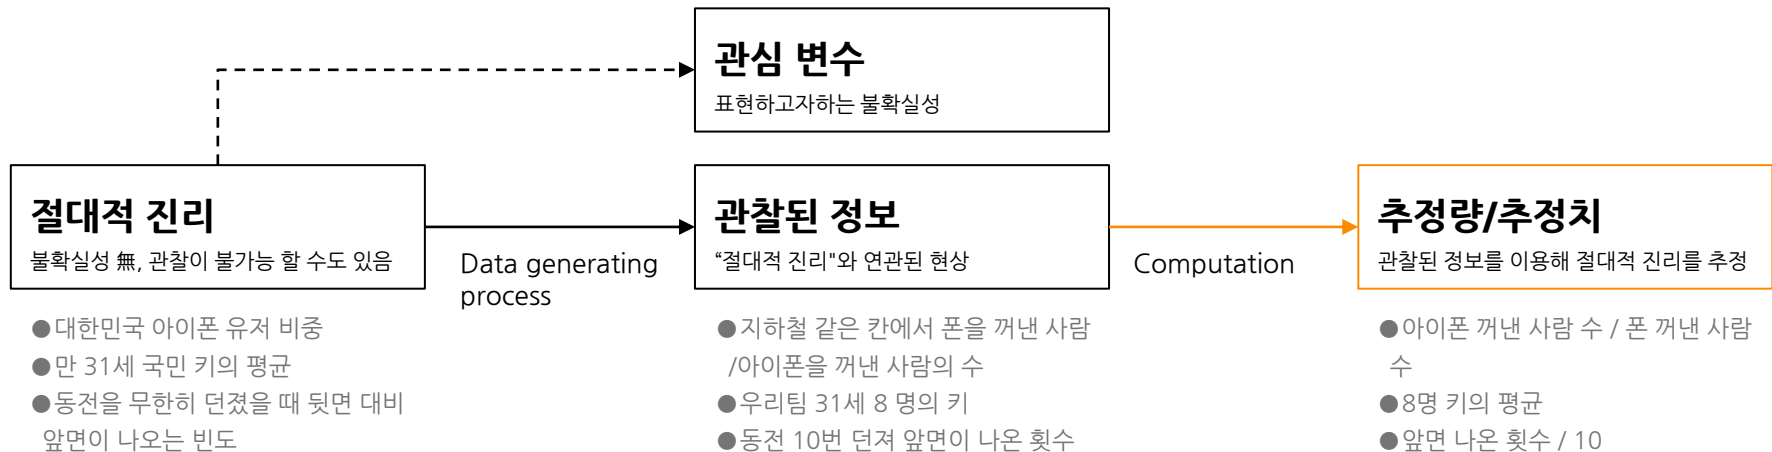 관심 변수
표현하고자하는 불확실성
절대적 진리
불확실성 無, 관찰이 불가능 할 수도 있음
Data generating
process
관찰된 정보
“절대적 진리"와 연관된 현상
Computation
추정량/추정치
관찰된 정보를 이용해 절대적 진리를 추정
●대한민국 아이폰 유저 비중
●만 31세 국민 키의 평균
●동전을 무한히 던졌을 때 뒷면 대비
앞면이 나오는 빈도
●지하철 같은 칸에서 폰을 꺼낸 사람
/아이폰을 꺼낸 사람의 수
●우리팀 31세 8 명의 키
●동전 10번 던져 앞면이 나온 횟수
●아이폰 꺼낸 사람 수 / 폰 꺼낸 사람
수
●8명 키의 평균
●앞면 나온 횟수 / 10